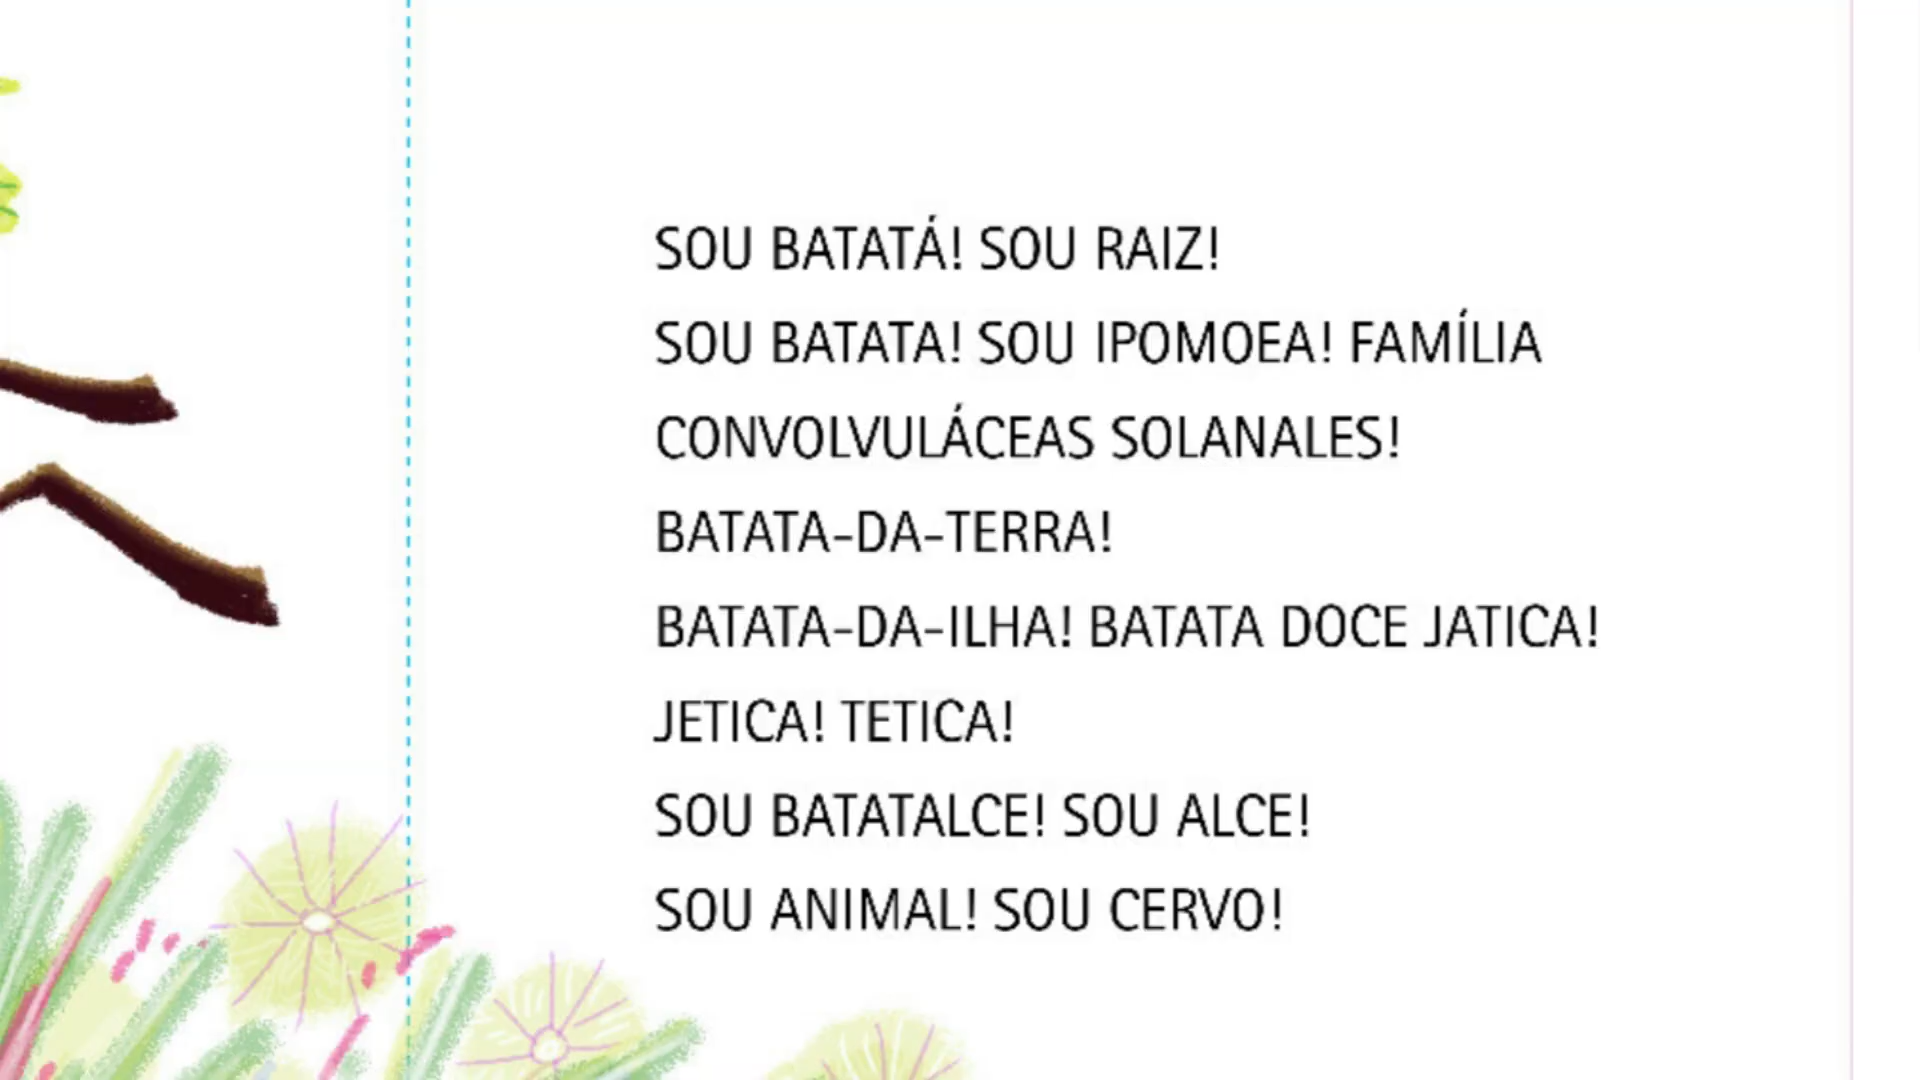 SOU BATATÁ! SOU RAIZ!
SOU BATATA! SOU IPOMOEA! FAMÍLIA
CONVOLVULÁCEAS SOLANALES!
BATATA-DA-TERRA!
BATATA-DA-ILHA! BATATA DOCE JATICA!
JETICA! TETICA!
SOU BATATALCE! SOU ALCE!
SOU ANIMAL! SOU CERVO!